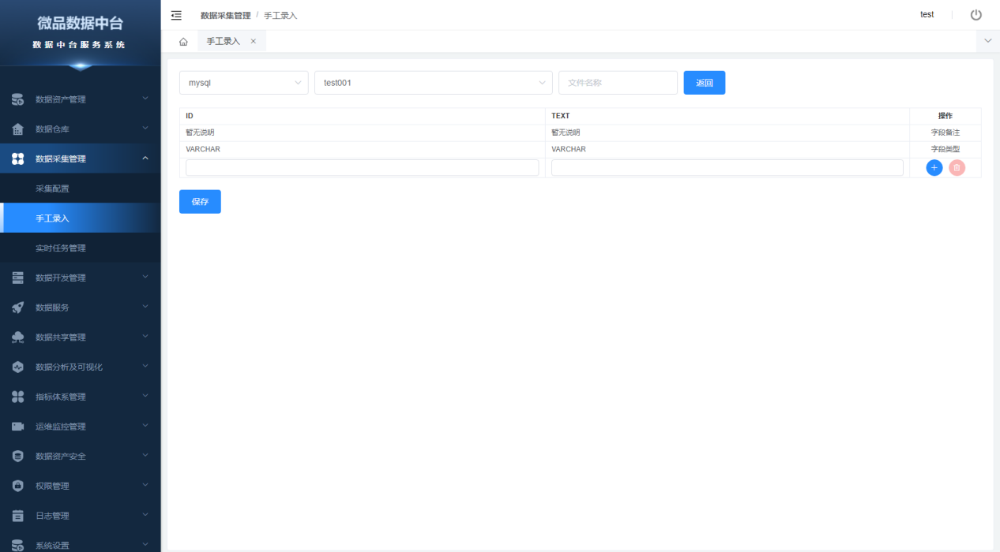 微品数据中台
数据中台服务系统
数据资产管理
数据仓库
数据采集管理
采集配置
手工录入
实时任务管理
数据开发管理
数据服务
数据共享管理
数据分析及可视化
指标体系管理
运维监控管理
数据资产安全
权限管理
日志管理
系统设置
数据采集管理 / 手工录入
test
手工录入 ×
mysql test001 文件名称 返回
ID TEXT 操作
暂无说明 暂无说明 字段备注
VARCHAR VARCHAR 字段类型
保存